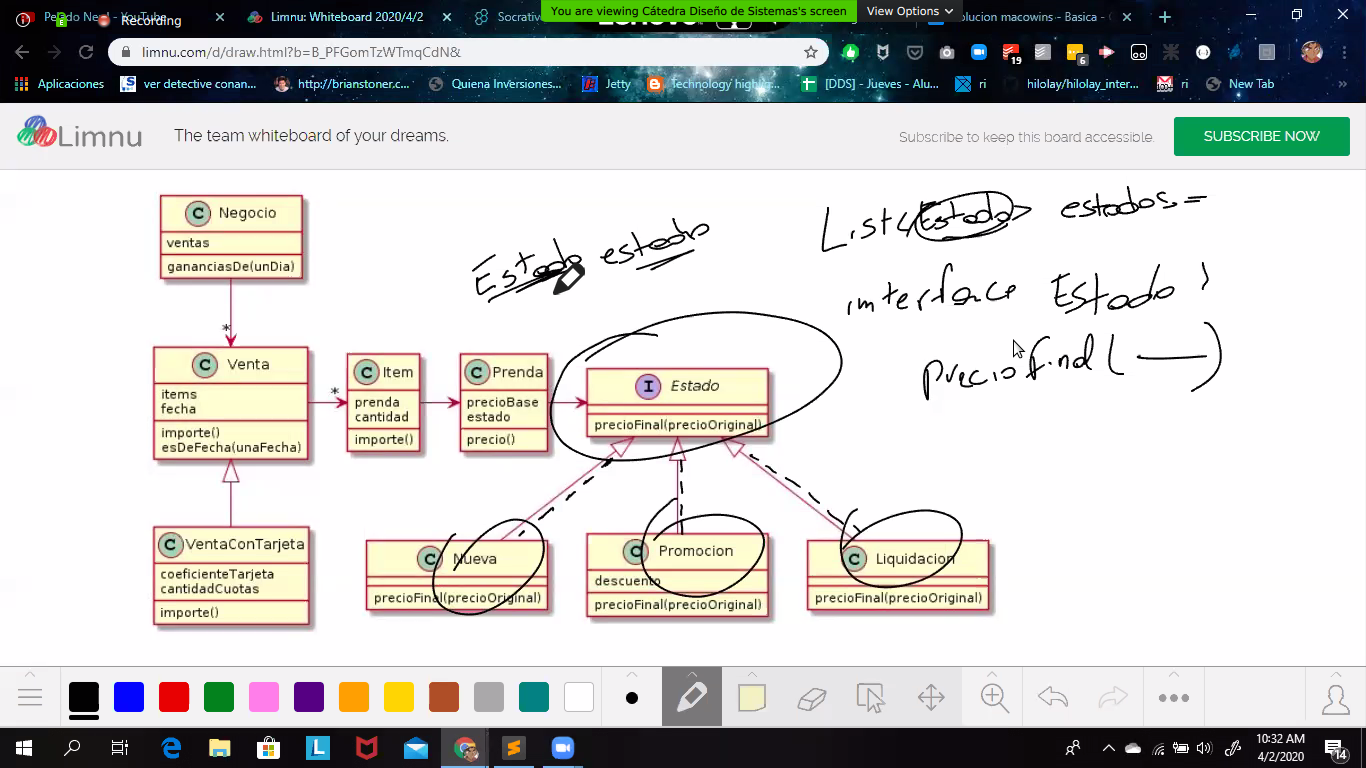 Recording
Limnu: Whiteboard 2020/4/2
Socrativ
You are viewing Cátedra Diseño de Sistemas's screen
View Options
olucion macowins - Basica - C
limnu.com/d/draw.html?b=B_PFGomTzWTmqCdN&
19
6
Aplicaciones
ver detective conan...
http://brianstoner.c...
Quiena Inversiones...
Jetty
Technology highlig...
[DDS] - Jueves - Alu...
ri
hilolay/hilolay_inter...
ri
New Tab
Limnu
The team whiteboard of your dreams.
Subscribe to keep this board accessible.
SUBSCRIBE NOW
C Negocio
ventas
gananciasDe(unDia)
*
C Venta
items
fecha
importe()
esDeFecha(unaFecha)
*
C Item
prenda
cantidad
importe()
C Prenda
precioBase
estado
precio()
I Estado
precioFinal(precioOriginal)
C VentaConTarjeta
coeficienteTarjeta
cantidadCuotas
importe()
C Nueva
precioFinal(precioOriginal)
C Promocion
descuento
precioFinal(precioOriginal)
C Liquidacion
precioFinal(precioOriginal)
Estado estado
List<Estado> estados =
interface Estado
precioFinal( )
10:32 AM
4/2/2020
14